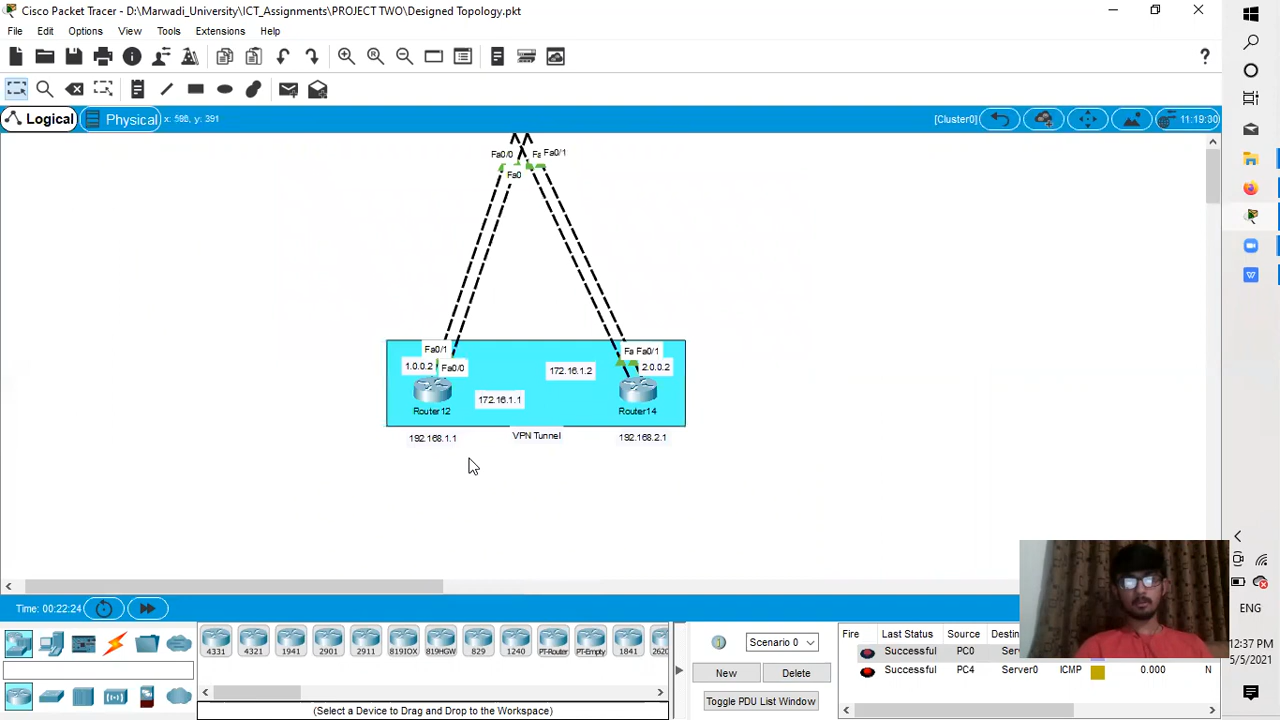 Cisco Packet Tracer - D:\Marwadi_University\ICT_Assignments\PROJECT TWO\Designed Topology.pkt
File Edit Options View Tools Extensions Help
?
Logical Physical x: 598, y: 391 [Cluster0] 11:19:30
Fa0/0 Fa Fa0/1
Fa0
Fa0/1 Fa Fa0/1
1.0.0.2 Fa0/0 172.16.1.2 2.0.0.2
172.16.1.1
Router12 Router14
192.168.1.1 VPN Tunnel 192.168.2.1
Time: 00:22:24
4331 4321 1941 2901 2911 819IOX 819HGW 829 1240 PT-Router PT-Empty 1841 2620
(Select a Device to Drag and Drop to the Workspace)
Scenario 0
New Delete
Toggle PDU List Window
Fire Last Status Source
Successful PC0
Successful PC4 Server0 ICMP 0.000 N
ENG
12:37 PM
5/5/2021